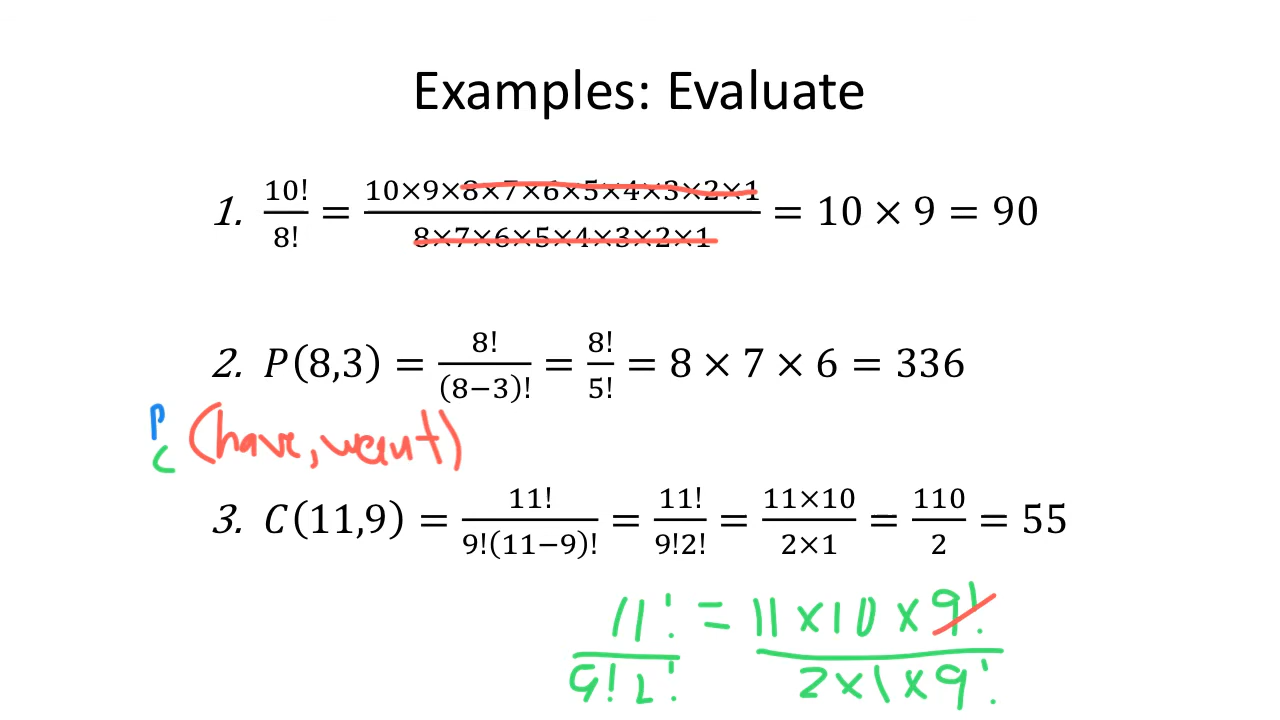 Examples: Evaluate
1. 10!/8! = 10×9×8×7×6×5×4×3×2×1/8×7×6×5×4×3×2×1 = 10 × 9 = 90
2. P(8,3) = 8!/(8−3)! = 8!/5! = 8 × 7 × 6 = 336
P
C (have, want)
3. C(11,9) = 11!/9!(11−9)! = 11!/9!2! = 11×10/2×1 = 110/2 = 55
11!/9!2! = 11×10×9!/2×1×9!